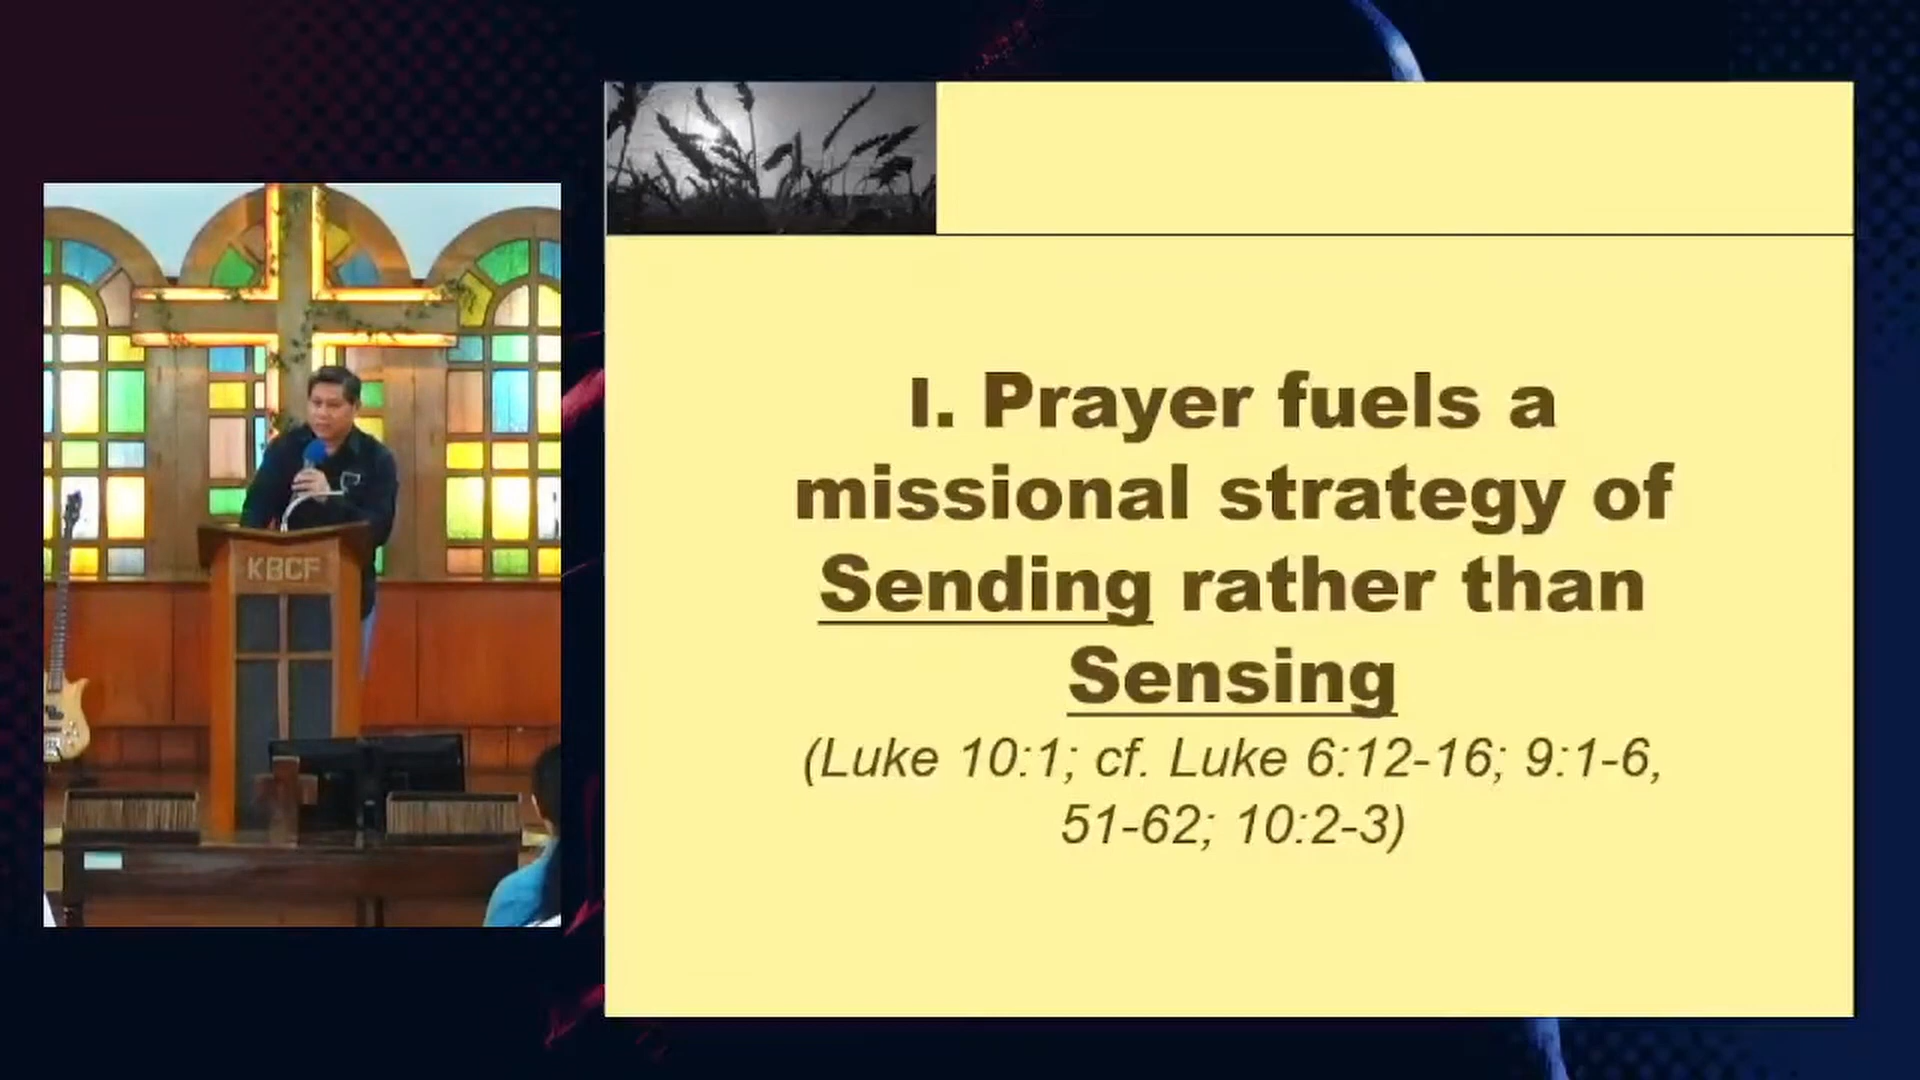 KBCF
I. Prayer fuels a
missional strategy of
Sending rather than
Sensing
(Luke 10:1; cf. Luke 6:12-16; 9:1-6,
51-62; 10:2-3)